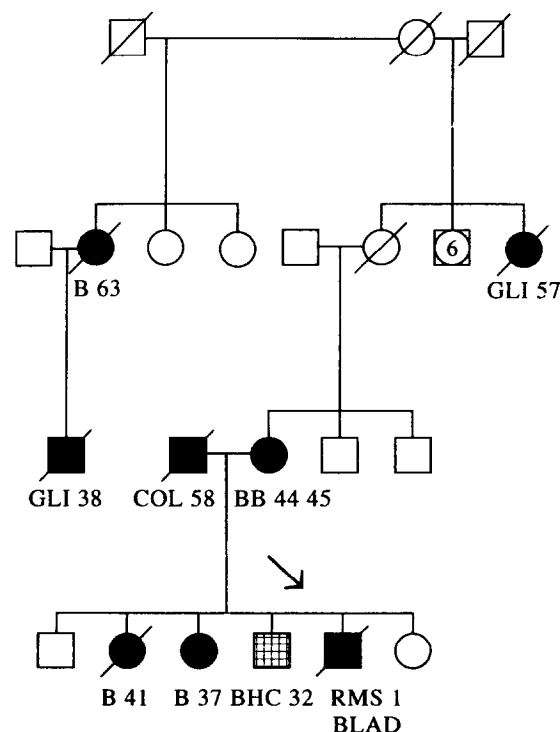 6
B 63
GLI 57
GLI 38 COL 58 BB 44 45
B 41 B 37 BHC 32 RMS 1
BLAD